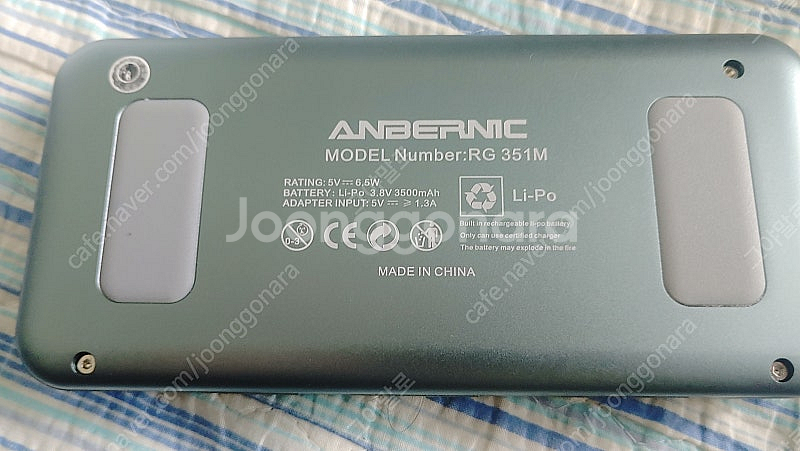 ANBERNIC
MODEL Number:RG 351M
RATING: 5V⎓6.5W
BATTERY: Li-Po 3.8V 3500mAh
ADAPTER INPUT: 5V⎓≥1.3A
Li-Po
Built in rechargeable li-po battery
Only can use certified charger
The battery may explode in the fire
0-3
CE
MADE IN CHINA
Joonggonara
cafe.naver.com/joonggonara
cafe.naver.com/joonggonara
cafe.naver.com/joonggonara